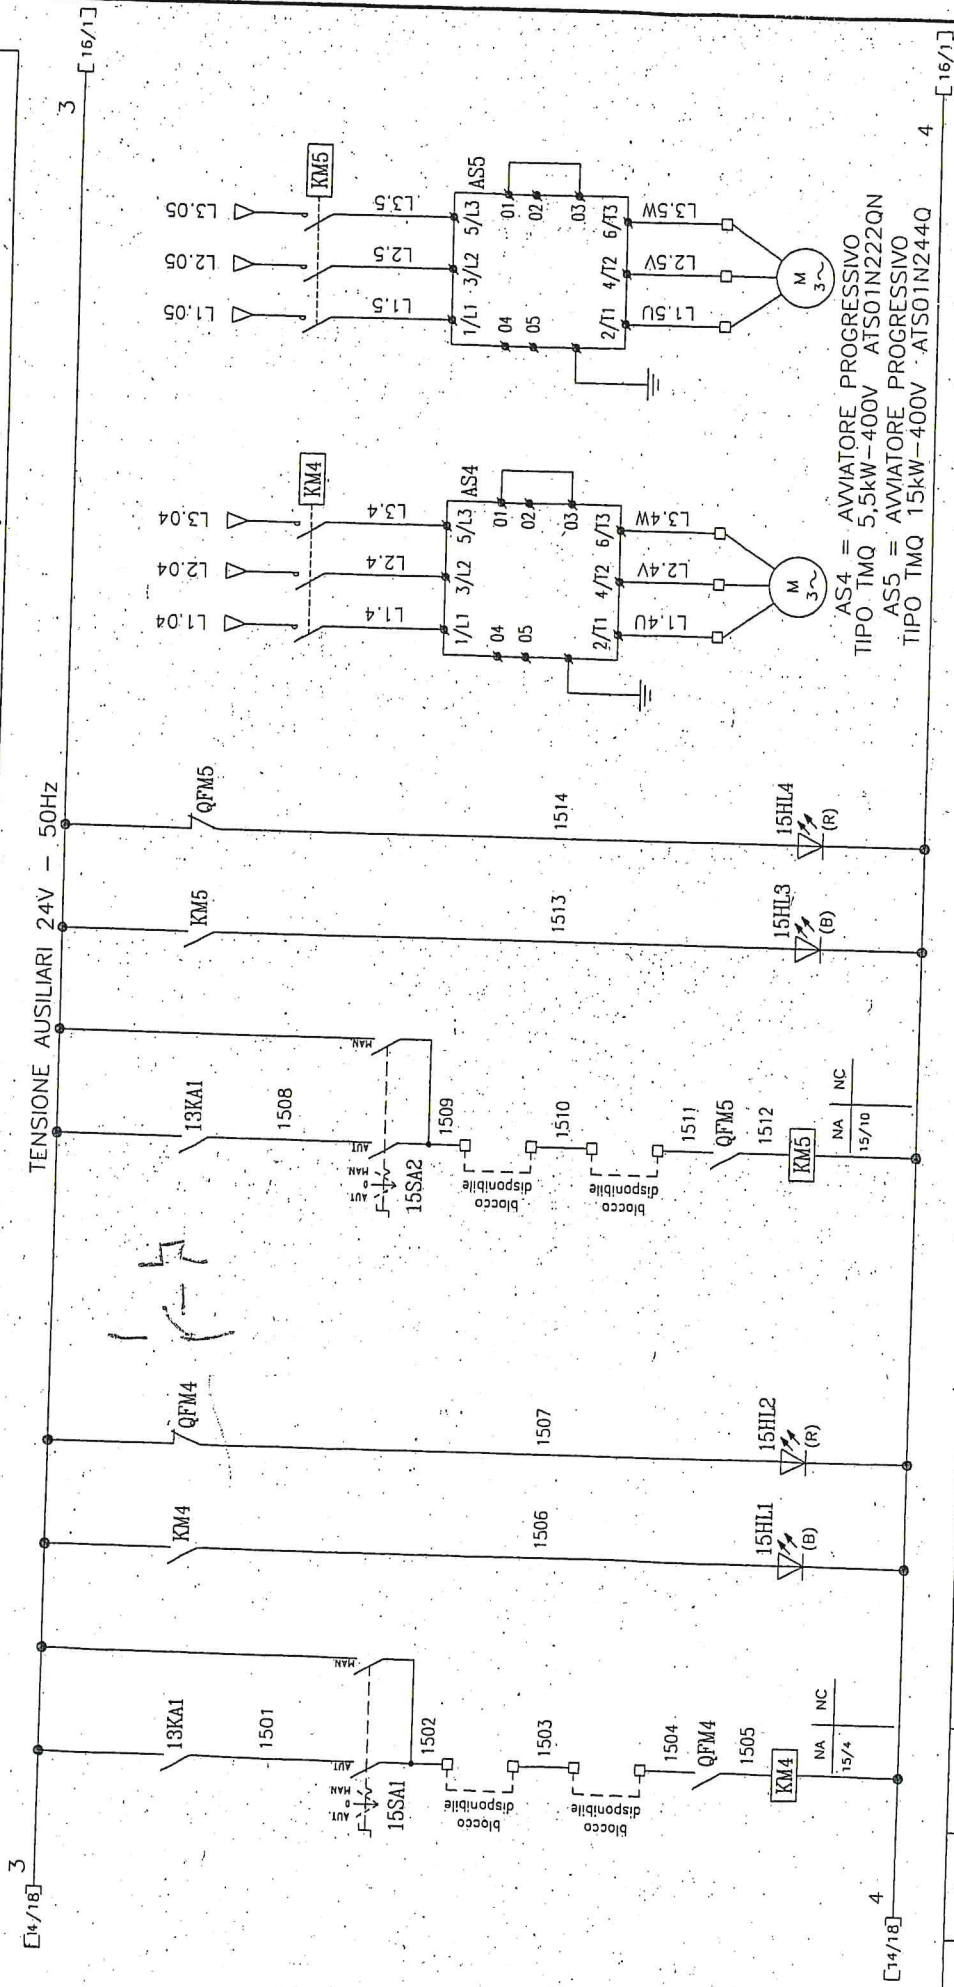 [14/18]
3
TENSIONE AUSILIARI 24V - 50Hz
3
[16/1]
13KA1
1501
AUT.
MAN.
AUT. 0 MAN.
15SA1
1502
blocco
disponibile
1503
blocco
disponibile
1504
QFM4
1505
KM4
NA NC
15/4
KM4
1506
15HL1
(B)
QFM4
1507
15HL2
(R)
13KA1
1508
AUT.
MAN.
AUT. 0 MAN.
15SA2
1509
blocco
disponibile
1510
blocco
disponibile
1511
QFM5
1512
KM5
NA NC
15/10
KM5
1513
15HL3
(B)
QFM5
1514
15HL4
(R)
L1.04 L2.04 L3.04
KM4
L1.4 L2.4 L3.4
1/L1 3/L2 5/L3
AS4
04
05
01
02
03
2/T1 4/T2 6/T3
L1.4U L2.4V L3.4W
M
3~
L1.05 L2.05 L3.05
KM5
L1.5 L2.5 L3.5
1/L1 3/L2 5/L3
AS5
04
05
01
02
03
2/T1 4/T2 6/T3
L1.5U L2.5V L3.5W
M
3~
AS4 = AVVIATORE PROGRESSIVO
TIPO TMQ 5,5kW-400V ATS01N222QN
AS5 = AVVIATORE PROGRESSIVO
TIPO TMQ 15kW-400V ATS01N244Q
[14/18]
4
4
[16/1]